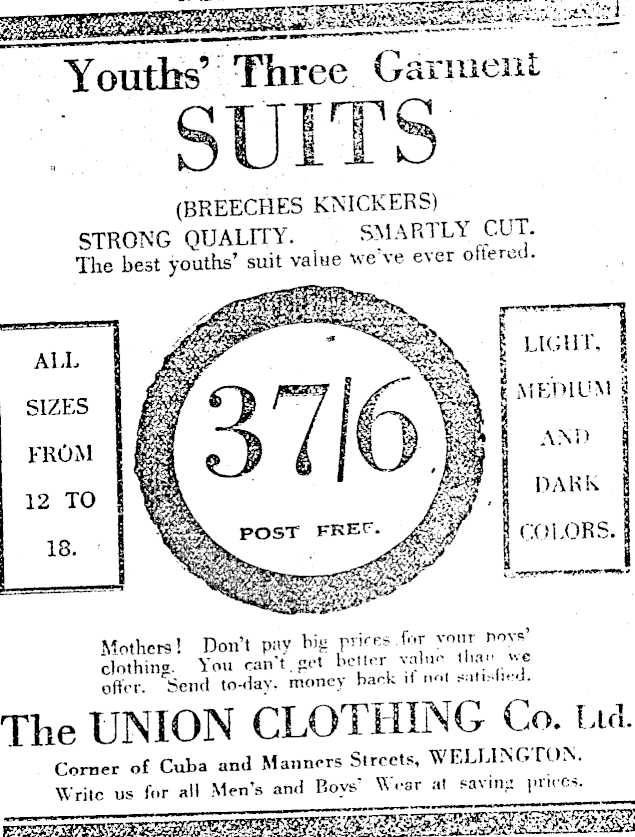 Youths' Three Garment
SUITS
(BREECHES KNICKERS)
STRONG QUALITY. SMARTLY CUT.
The best youths' suit value we've ever offered.
ALL
SIZES
FROM
12 TO
18.
37/6
POST FREE.
LIGHT,
MEDIUM
AND
DARK
COLORS.
Mothers! Don't pay big prices for your boys'
clothing. You can't get better value than we
offer. Send to-day, money back if not satisfied.
The UNION CLOTHING Co. Ltd.
Corner of Cuba and Manners Streets, WELLINGTON.
Write us for all Men's and Boys' Wear at saving prices.